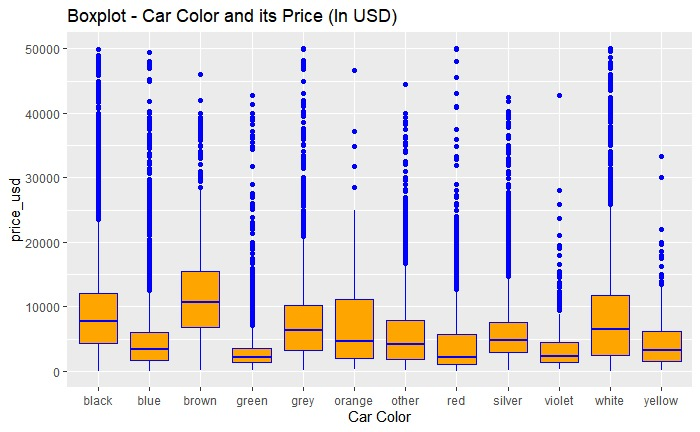 Boxplot - Car Color and its Price (In USD)
50000
40000
30000
20000
10000
0
price_usd
black blue brown green grey orange other red silver violet white yellow
Car Color